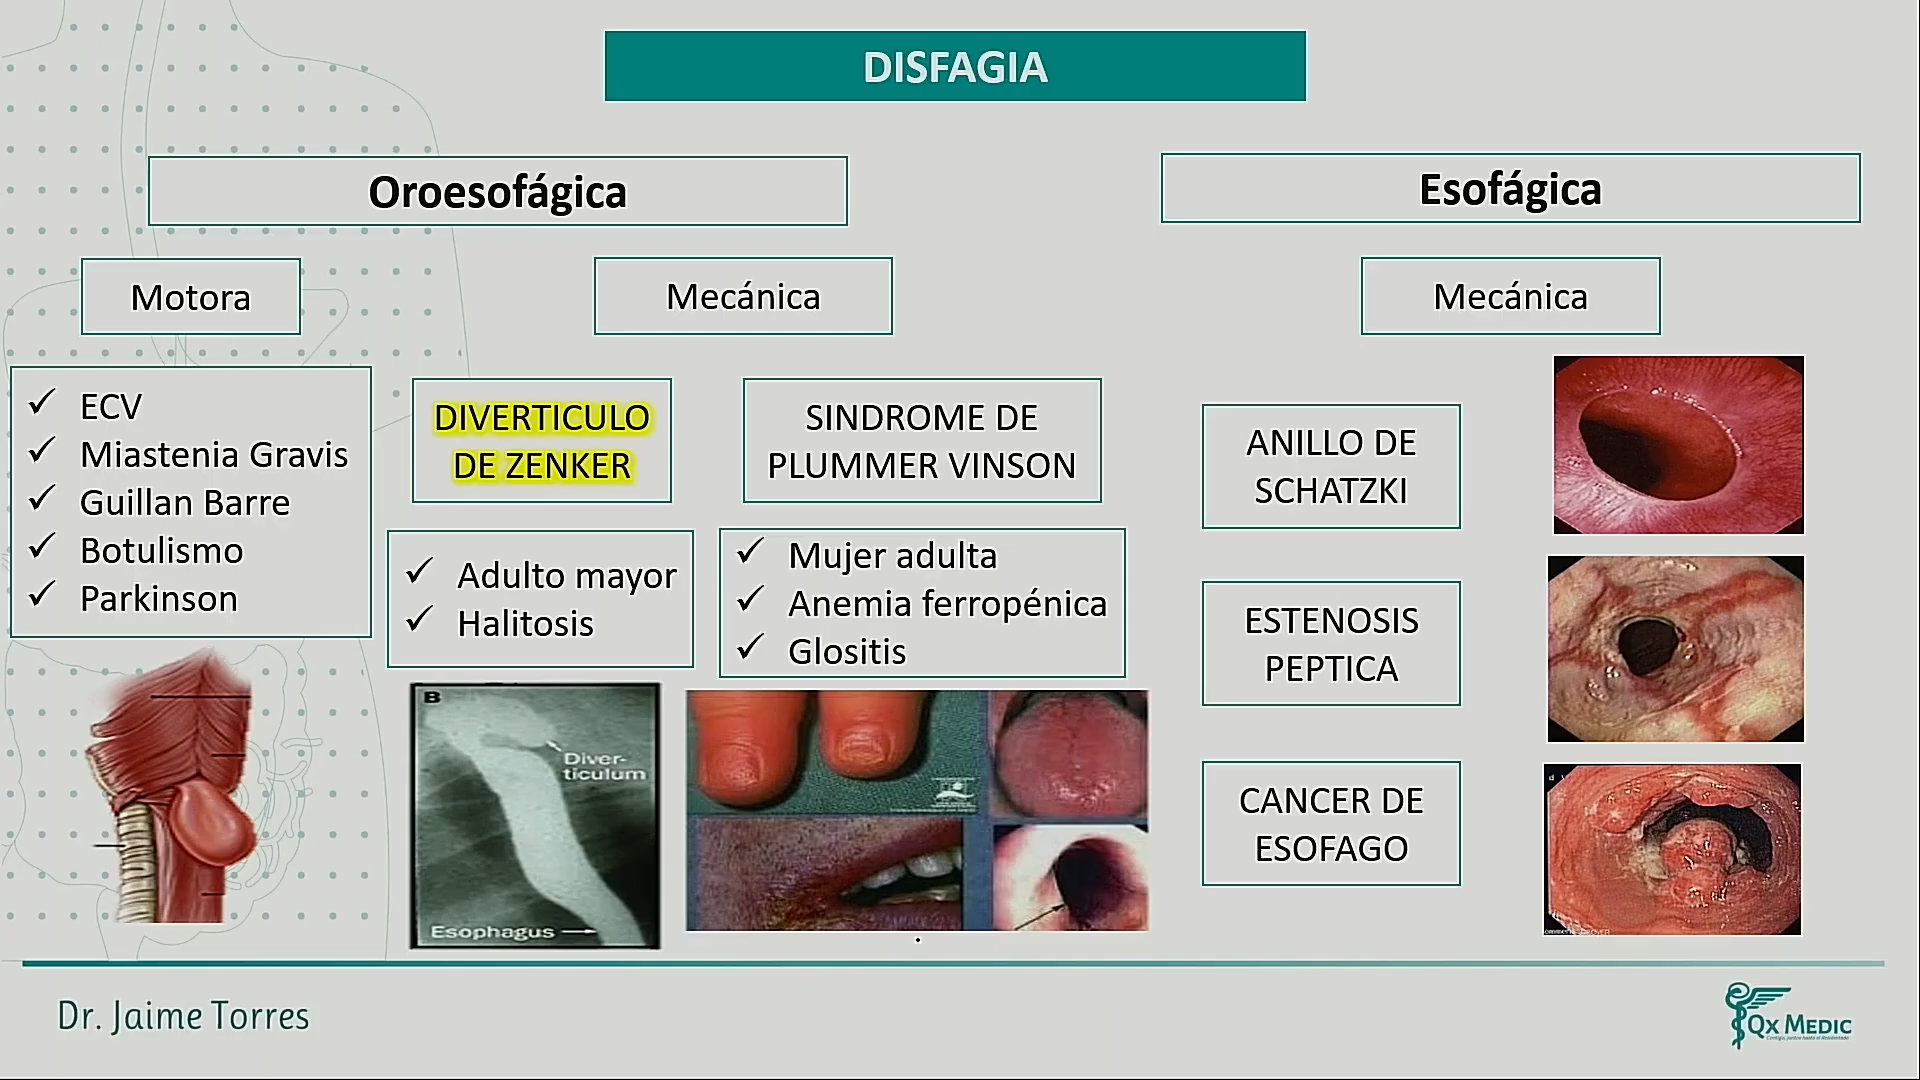 DISFAGIA
Oroesofágica
Motora
ECV
Miastenia Gravis
Guillan Barre
Botulismo
Parkinson
Mecánica
DIVERTICULO
DE ZENKER
Adulto mayor
Halitosis
B
Diver-
ticulum
Esophagus
SINDROME DE
PLUMMER VINSON
Mujer adulta
Anemia ferropénica
Glositis
Esofágica
Mecánica
ANILLO DE
SCHATZKI
ESTENOSIS
PEPTICA
CANCER DE
ESOFAGO
Dr. Jaime Torres
QX MEDIC